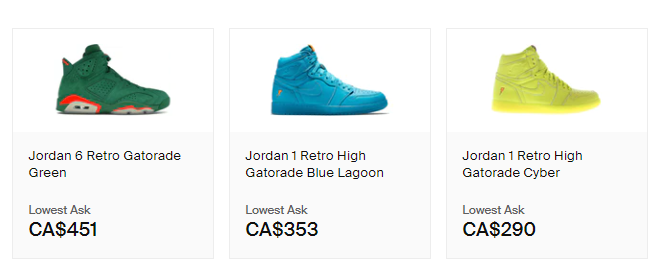 Jordan 6 Retro Gatorade
Green
Lowest Ask
CA$451
Jordan 1 Retro High
Gatorade Blue Lagoon
Lowest Ask
CA$353
Jordan 1 Retro High
Gatorade Cyber
Lowest Ask
CA$290